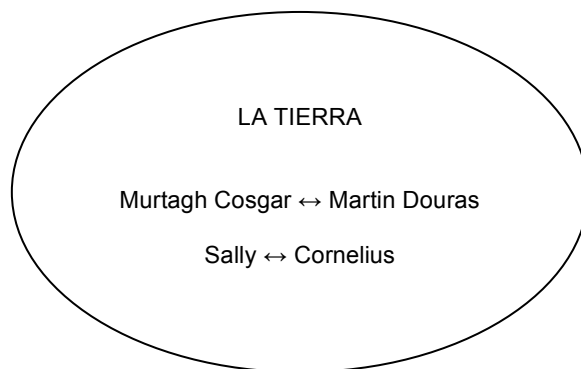 LA TIERRA
Murtagh Cosgar ↔ Martin Douras
Sally ↔ Cornelius